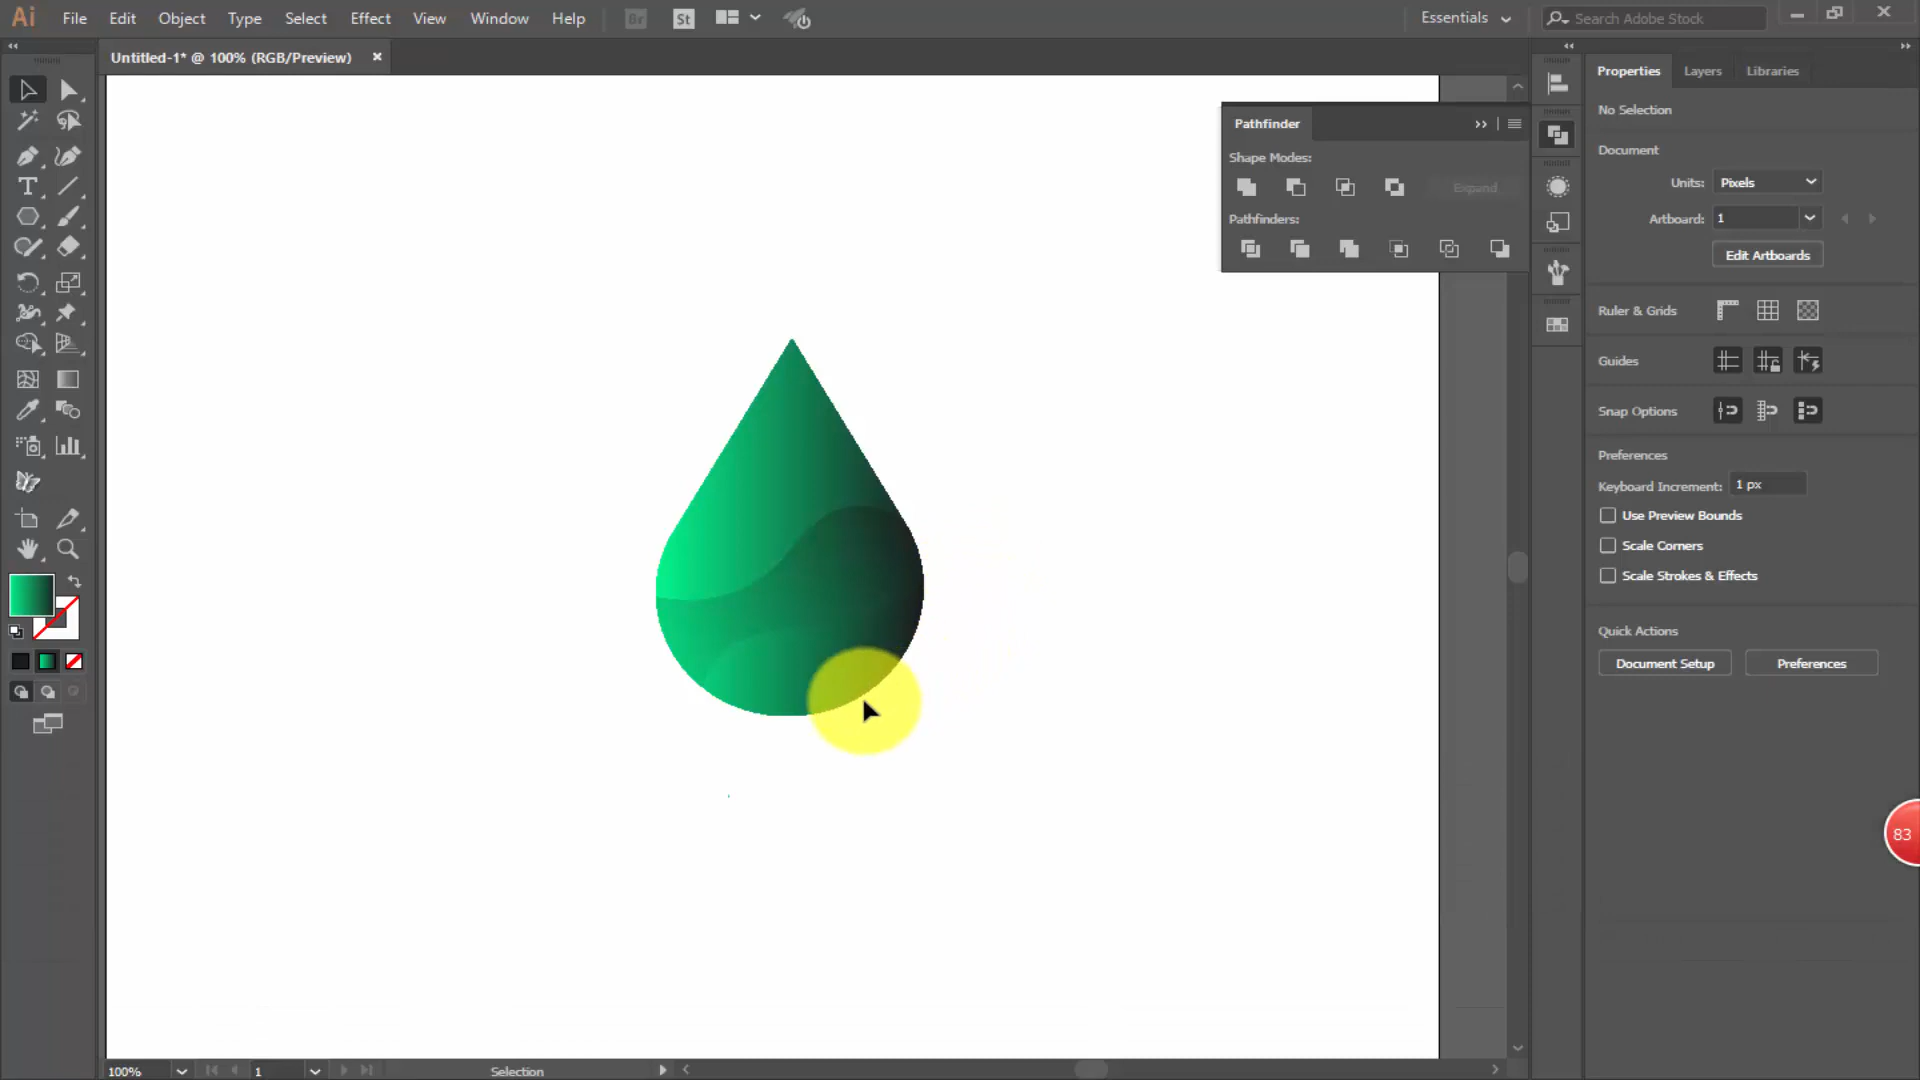 Ai File Edit Object Type Select Effect View Window Help Br St Essentials Search Adobe Stock
Untitled-1* @ 100% (RGB/Preview)
Properties Layers Libraries
No Selection
Pathfinder
Document
Shape Modes:
Units: Pixels
Expand
Pathfinders:
Artboard: 1
Edit Artboards
Ruler & Grids
Guides
Snap Options
Preferences
Keyboard Increment: 1 px
Use Preview Bounds
Scale Corners
Scale Strokes & Effects
Quick Actions
Document Setup Preferences
83
100% 1 Selection